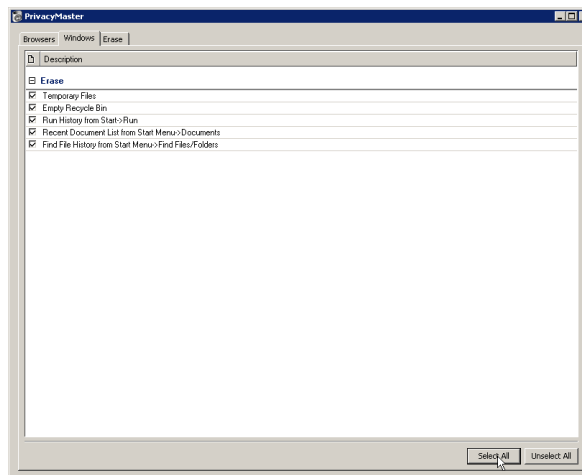 PrivacyMaster
Browsers Windows Erase
Description
Erase
Temporary Files
Empty Recycle Bin
Run History from Start->Run
Recent Document List from Start Menu->Documents
Find File History from Start Menu->Find Files/Folders
Select All Unselect All